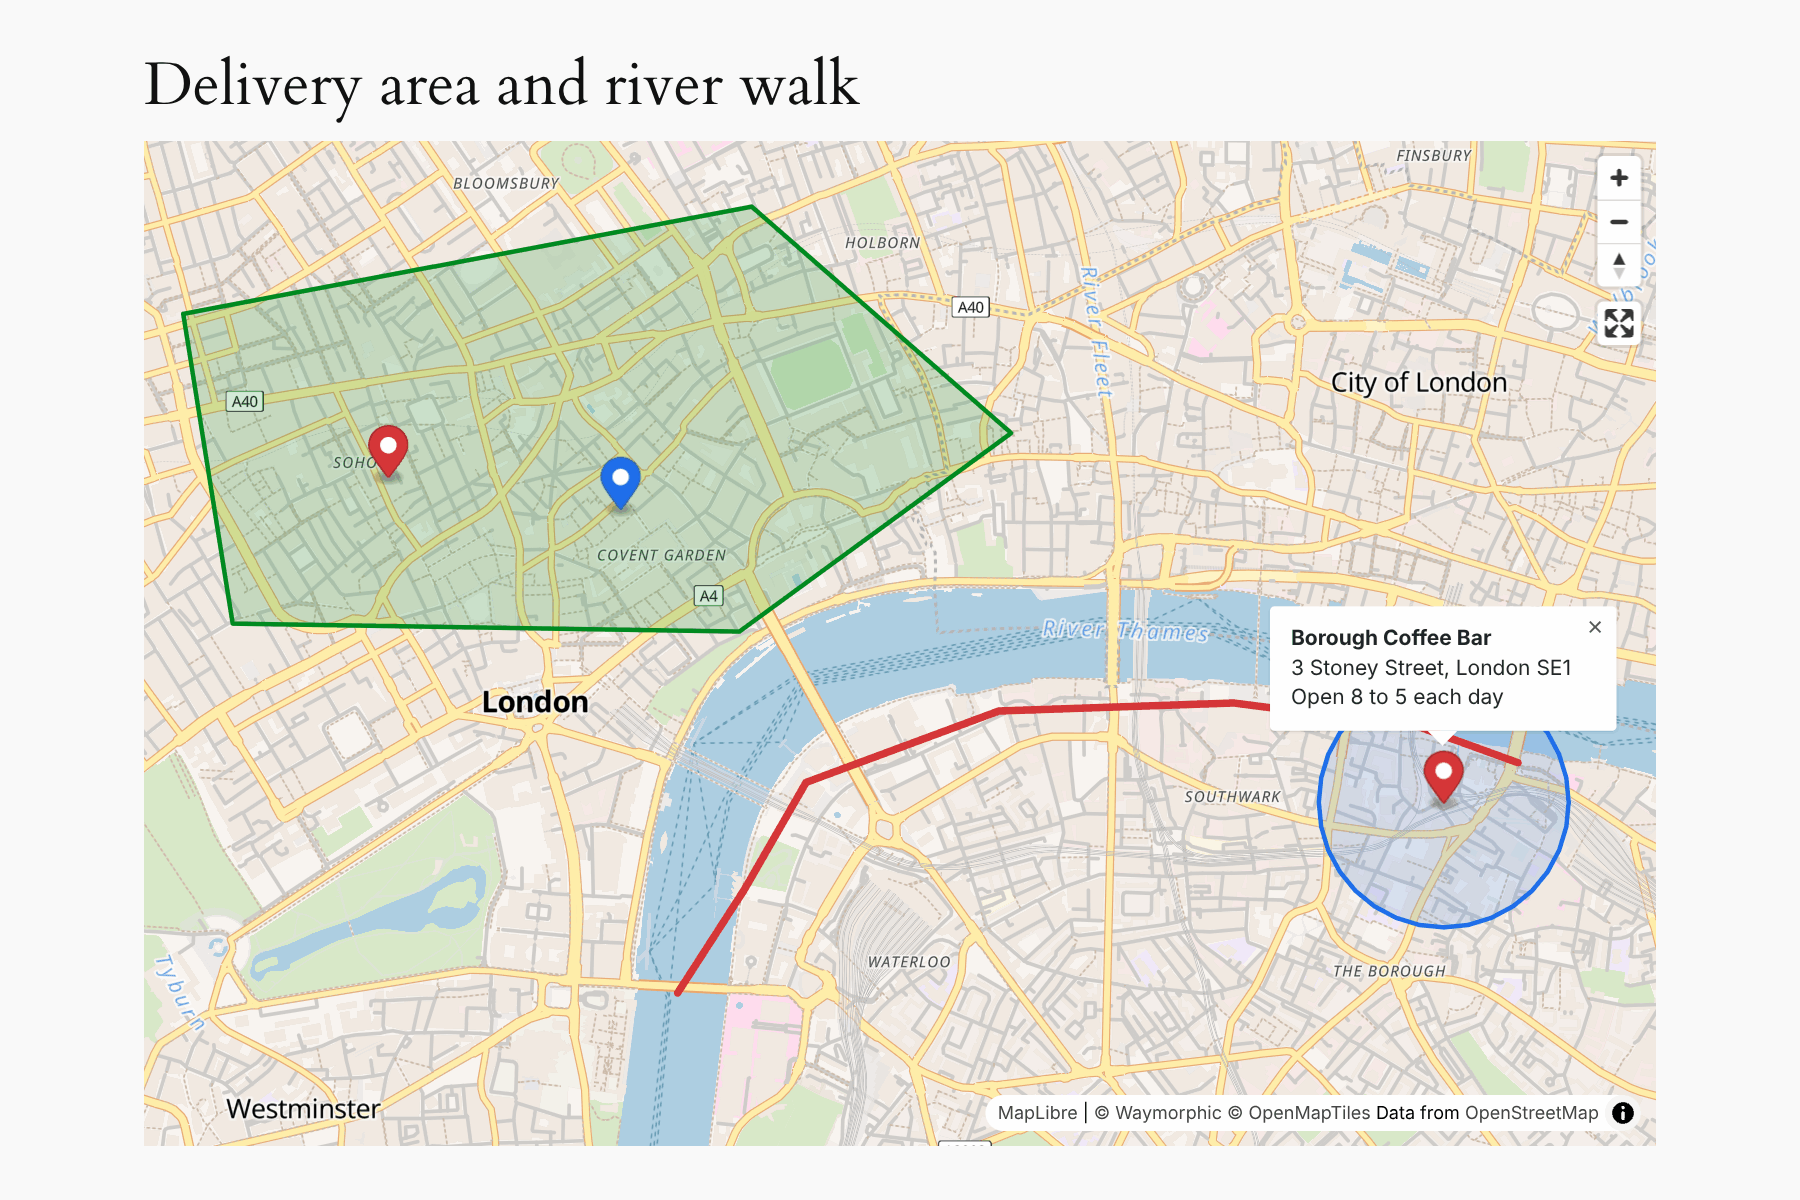 Delivery area and river walk
FINSBURY
BLOOMSBURY
HOLBORN
River Fleet
A40
City of London
A40
SOHO
COVENT GARDEN
A4
River Thames
Borough Coffee Bar
3 Stoney Street, London SE1
Open 8 to 5 each day
London
SOUTHWARK
WATERLOO
THE BOROUGH
Tyburn
Westminster
MapLibre | © Waymorphic © OpenMapTiles Data from OpenStreetMap